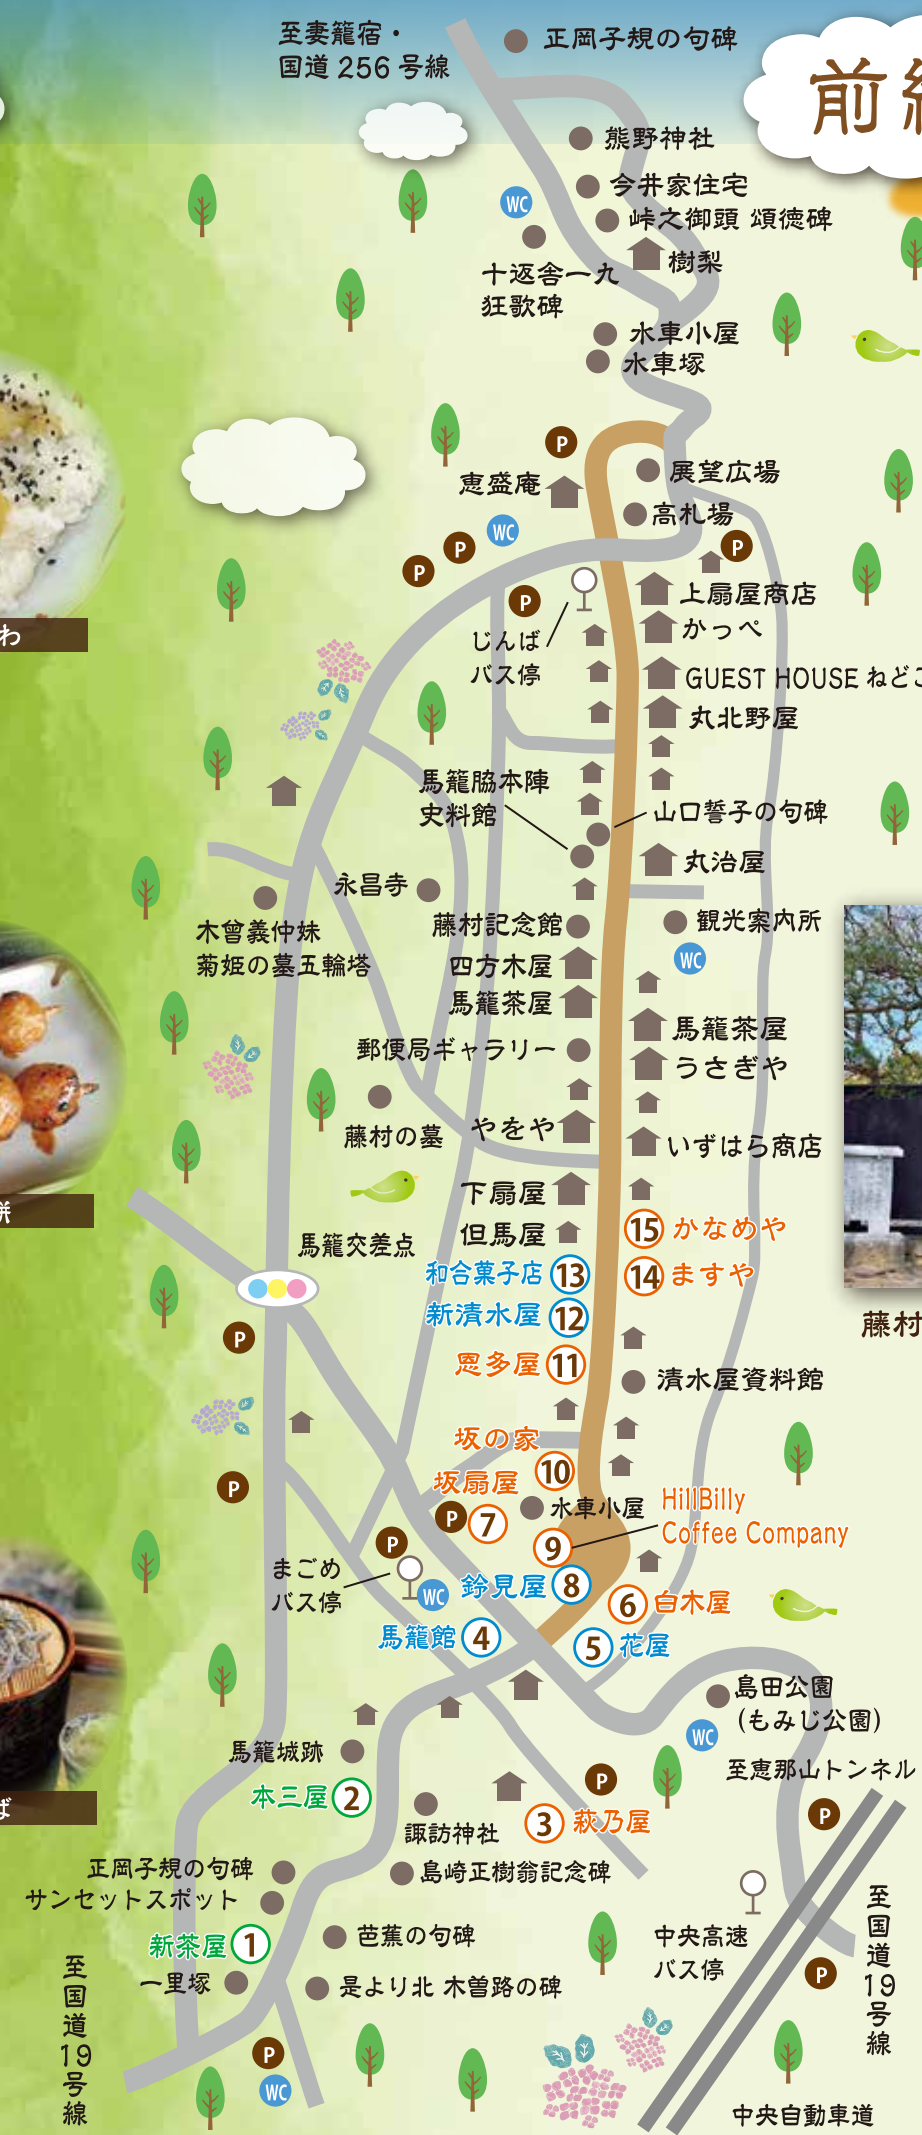 至妻籠宿・
国道256号線
正岡子規の句碑
前
熊野神社
今井家住宅
WC
峠之御頭 頌徳碑
十返舎一九
狂歌碑
樹梨
水車小屋
水車塚
P
展望広場
恵盛庵
高札場
WC
P
P
P
P
じんば
バス停
上扇屋商店
かっぺ
わ
GUEST HOUSE ねどこ
丸北野屋
馬籠脇本陣
史料館
山口誓子の句碑
丸治屋
永昌寺
木曾義仲妹
菊姫の墓五輪塔
藤村記念館
観光案内所
WC
四方木屋
馬籠茶屋
馬籠茶屋
郵便局ギャラリー
うさぎや
藤村の墓
やをや
いずはら商店
餅
下扇屋
但馬屋
15 かなめや
馬籠交差点
和合菓子店 13
14 ますや
新清水屋 12
藤村
P
恩多屋 11
清水屋資料館
坂の家
10
坂扇屋
7
P
P
水車小屋
HillBilly
Coffee Company
9
P
まごめ
バス停
WC
鈴見屋 8
6 白木屋
馬籠館 4
5 花屋
島田公園
(もみじ公園)
WC
馬籠城跡
至恵那山トンネル
本三屋 2
P
P
ば
諏訪神社
3 萩乃屋
正岡子規の句碑
サンセットスポット
島崎正樹翁記念碑
新茶屋 1
芭蕉の句碑
中央高速
バス停
至国道19号線
一里塚
是より北 木曽路の碑
P
至国道19号線
P
WC
中央自動車道